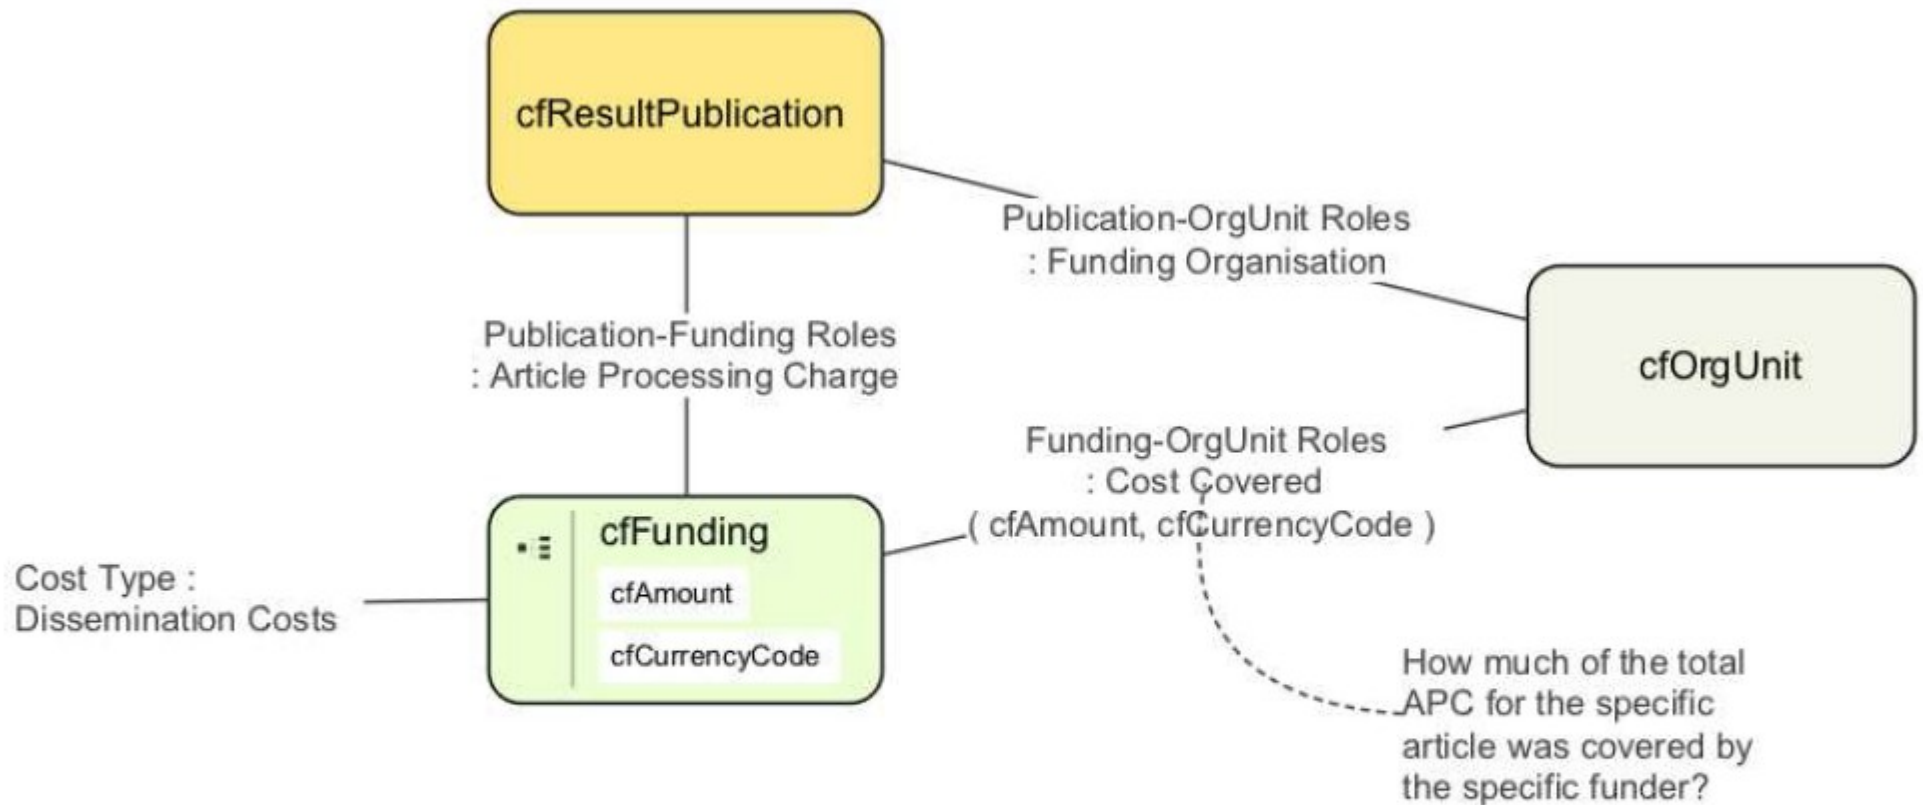 cfResultPublication
Publication-OrgUnit Roles
: Funding Organisation
cfOrgUnit
Publication-Funding Roles
: Article Processing Charge
Funding-OrgUnit Roles
: Cost Covered
( cfAmount, cfCurrencyCode )
cfFunding
cfAmount
cfCurrencyCode
Cost Type :
Dissemination Costs
How much of the total
APC for the specific
article was covered by
the specific funder?